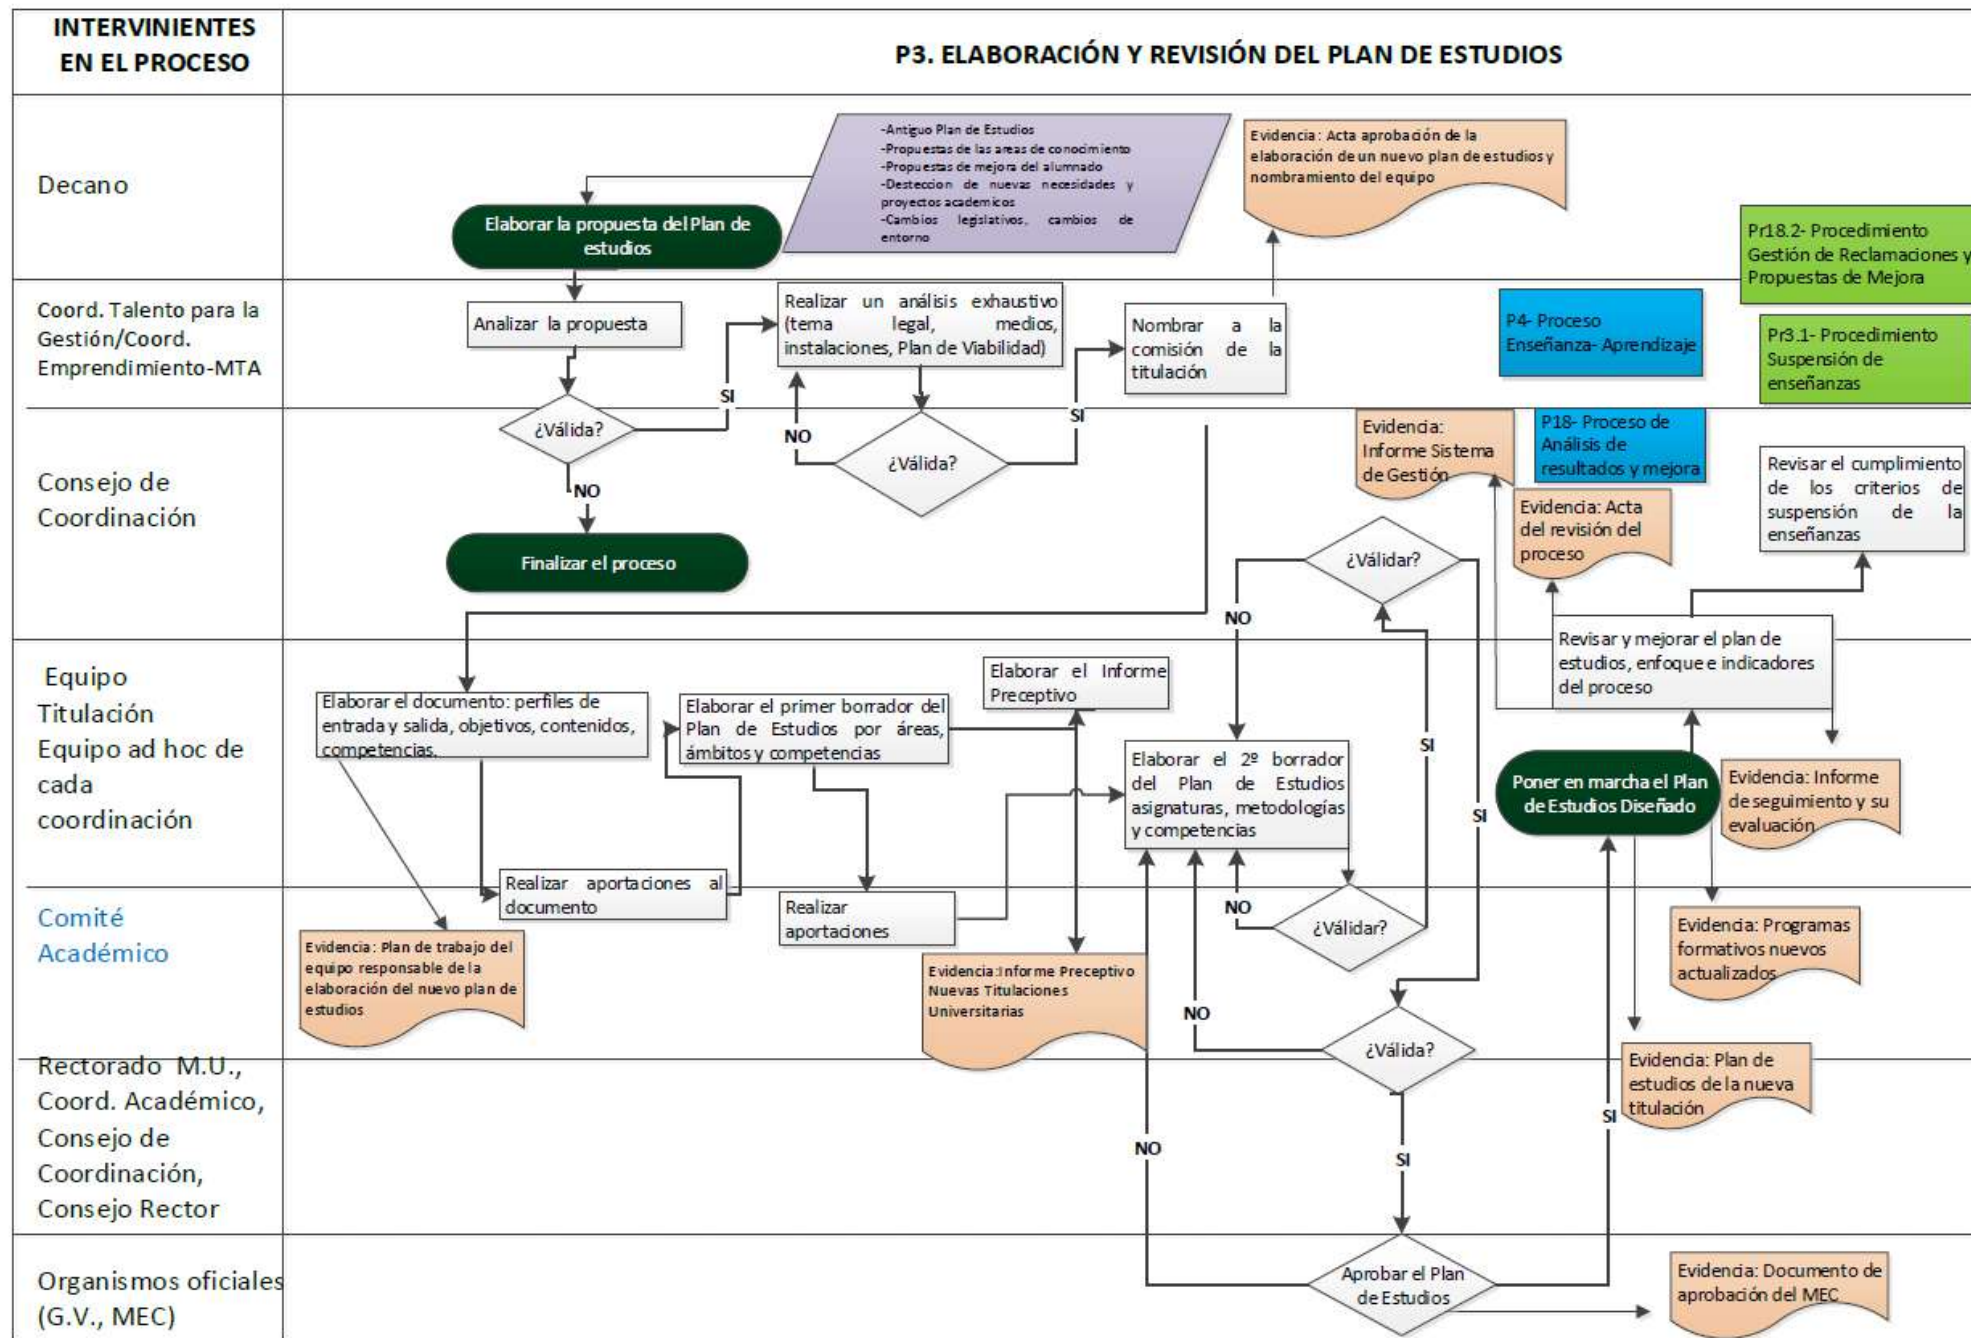 INTERVINIENTES
EN EL PROCESO
P3. ELABORACIÓN Y REVISIÓN DEL PLAN DE ESTUDIOS
Decano
-Antiguo Plan de Estudios
-Propuestas de las areas de conocimiento
-Propuestas de mejora del alumnado
-Desteccion de nuevas necesidades y
proyectos academicos
-Cambios legislativos, cambios de
entorno
Evidencia: Acta aprobación de la
elaboración de un nuevo plan de estudios y
nombramiento del equipo
Elaborar la propuesta del Plan de
estudios
Pr18.2- Procedimiento
Gestión de Reclamaciones y
Propuestas de Mejora
Coord. Talento para la
Gestión/Coord.
Emprendimiento-MTA
Analizar la propuesta
Realizar un análisis exhaustivo
(tema legal, medios,
instalaciones, Plan de Viabilidad)
Nombrar a la
comisión de la
titulación
P4- Proceso
Enseñanza- Aprendizaje
Pr3.1- Procedimiento
Suspensión de
enseñanzas
SI
SI
Consejo de
Coordinación
¿Válida?
NO
¿Válida?
NO
Finalizar el proceso
Evidencia:
Informe Sistema
de Gestión
P18- Proceso de
Análisis de
resultados y mejora
Evidencia: Acta
del revisión del
proceso
Revisar el cumplimiento
de los criterios de
suspensión de la
enseñanzas
¿Válidar?
NO
Equipo
Titulación
Equipo ad hoc de
cada
coordinación
Elaborar el documento: perfiles de
entrada y salida, objetivos, contenidos,
competencias.
Elaborar el primer borrador del
Plan de Estudios por áreas,
ámbitos y competencias
Elaborar el Informe
Preceptivo
Revisar y mejorar el plan de
estudios, enfoque e indicadores
del proceso
Elaborar el 2º borrador
del Plan de Estudios
asignaturas, metodologías
y competencias
SI
SI
Poner en marcha el Plan
de Estudios Diseñado
Evidencia: Informe
de seguimiento y su
evaluación
Realizar aportaciones al
documento
Comité
Académico
Realizar
aportaciones
NO
¿Válidar?
Evidencia: Programas
formativos nuevos
actualizados
Evidencia: Plan de trabajo del
equipo responsable de la
elaboración del nuevo plan de
estudios
Evidencia:Informe Preceptivo
Nuevas Titulaciones
Universitarias
NO
¿Válida?
Rectorado M.U.,
Coord. Académico,
Consejo de
Coordinación,
Consejo Rector
Evidencia: Plan de
estudios de la nueva
titulación
NO
SI
SI
Organismos oficiales
(G.V., MEC)
Aprobar el Plan
de Estudios
Evidencia: Documento de
aprobación del MEC